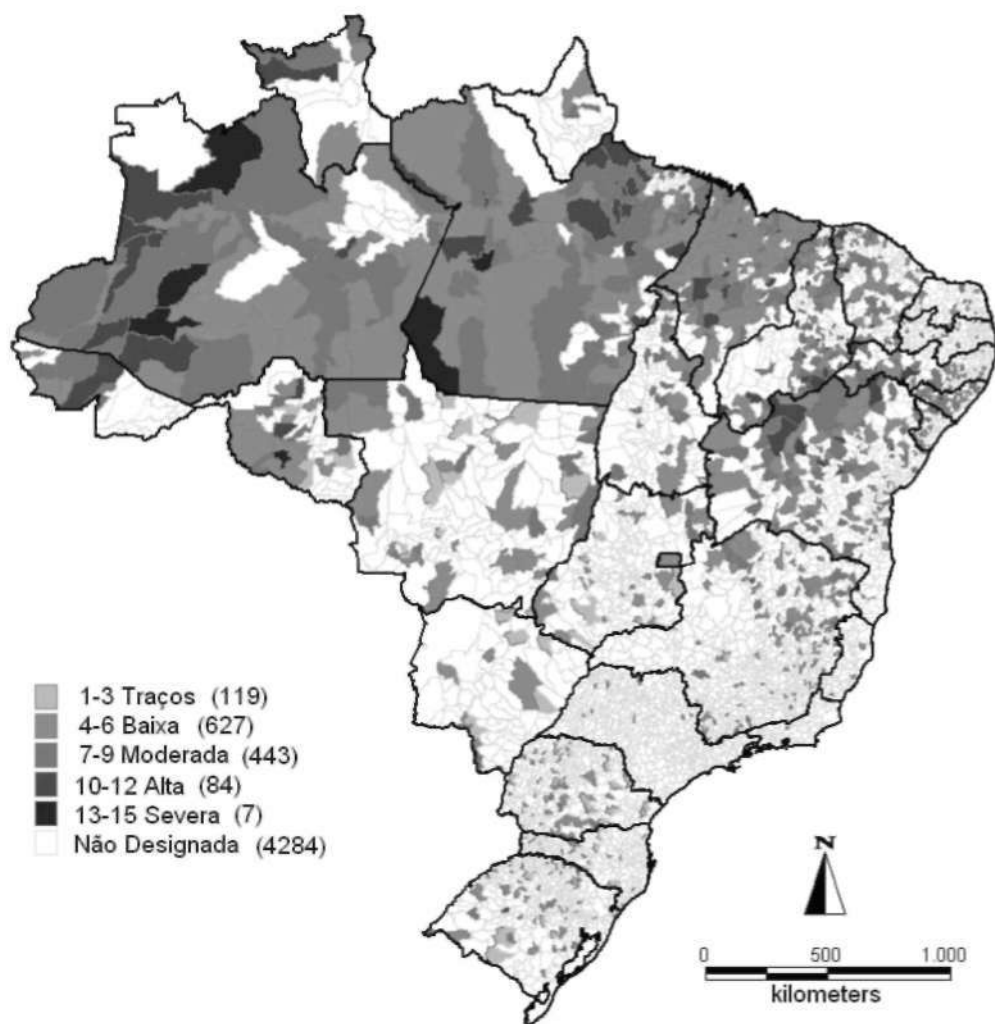 1-3 Traços (119)
4-6 Baixa (627)
7-9 Moderada (443)
10-12 Alta (84)
13-15 Severa (7)
Não Designada (4284)
N
0 500 1.000
kilometers